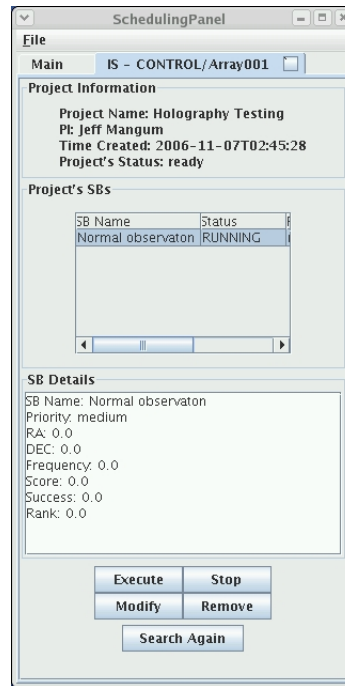 SchedulingPanel
File
Main IS - CONTROL/Array001
Project Information
Project Name: Holography Testing
PI: Jeff Mangum
Time Created: 2006-11-07T02:45:28
Project's Status: ready
Project's SBs
SB Name Status
Normal observaton RUNNING
SB Details
SB Name: Normal observaton
Priority: medium
RA: 0.0
DEC: 0.0
Frequency: 0.0
Score: 0.0
Success: 0.0
Rank: 0.0
Execute Stop
Modify Remove
Search Again